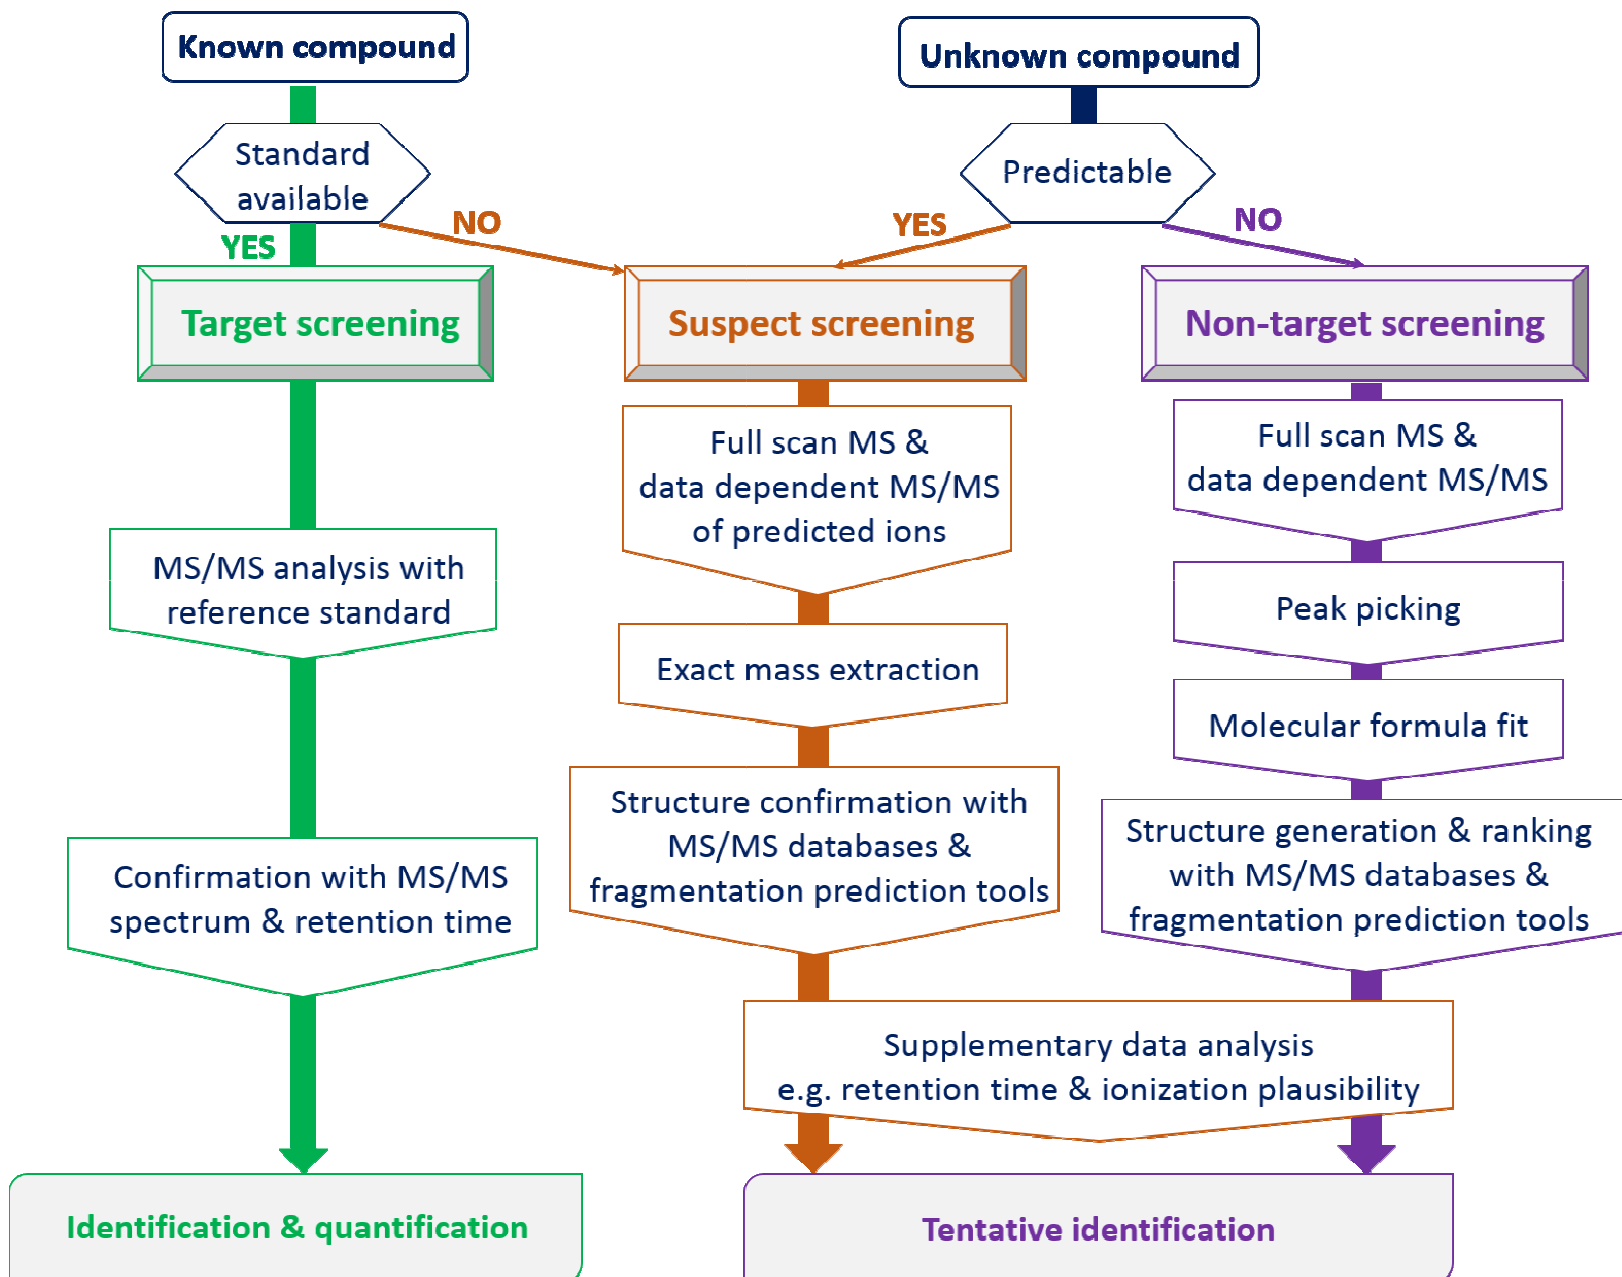 Known compound
Unknown compound
Standard
available
Predictable
NO
YES
NO
YES
Target screening
Suspect screening
Non-target screening
Full scan MS &
data dependent MS/MS
of predicted ions
Full scan MS &
data dependent MS/MS
MS/MS analysis with
reference standard
Peak picking
Exact mass extraction
Molecular formula fit
Structure confirmation with
MS/MS databases &
fragmentation prediction tools
Structure generation & ranking
with MS/MS databases &
fragmentation prediction tools
Confirmation with MS/MS
spectrum & retention time
Supplementary data analysis
e.g. retention time & ionization plausibility
Identification & quantification
Tentative identification